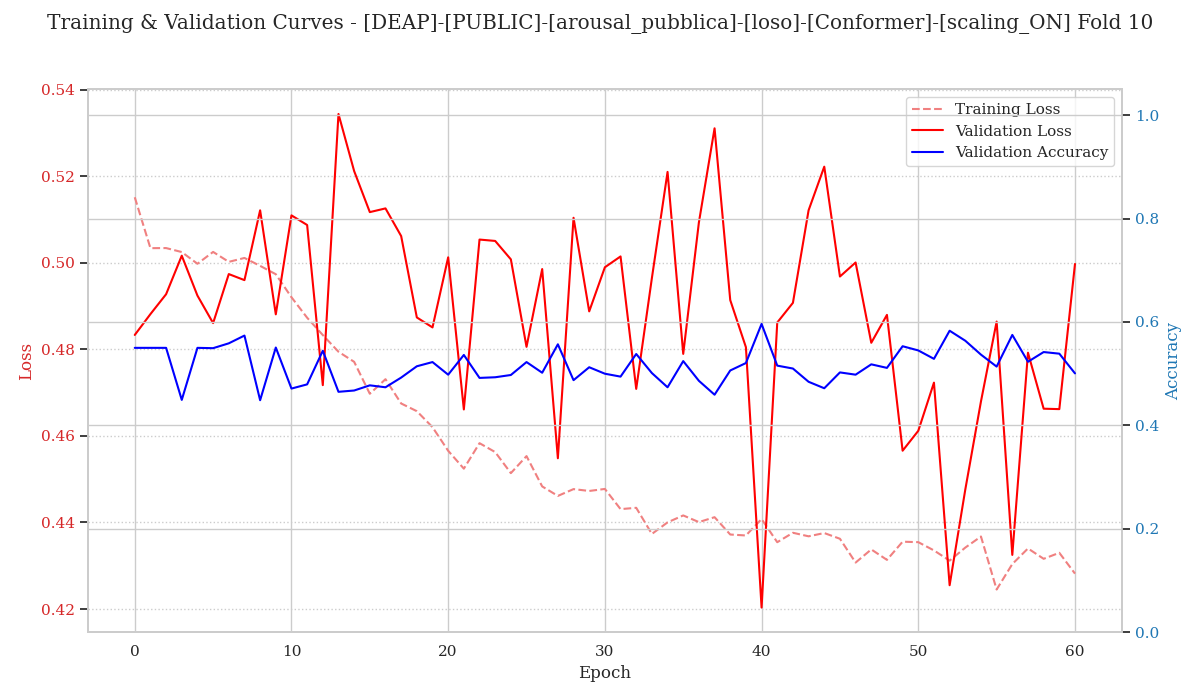 Training & Validation Curves - [DEAP]-[PUBLIC]-[arousal_pubblica]-[loso]-[Conformer]-[scaling_ON] Fold 10
0.54
0.52
0.50
0.48
0.46
0.44
0.42
Loss
Training Loss
Validation Loss
Validation Accuracy
1.0
0.8
0.6
0.4
0.2
0.0
Accuracy
0 10 20 30 40 50 60
Epoch